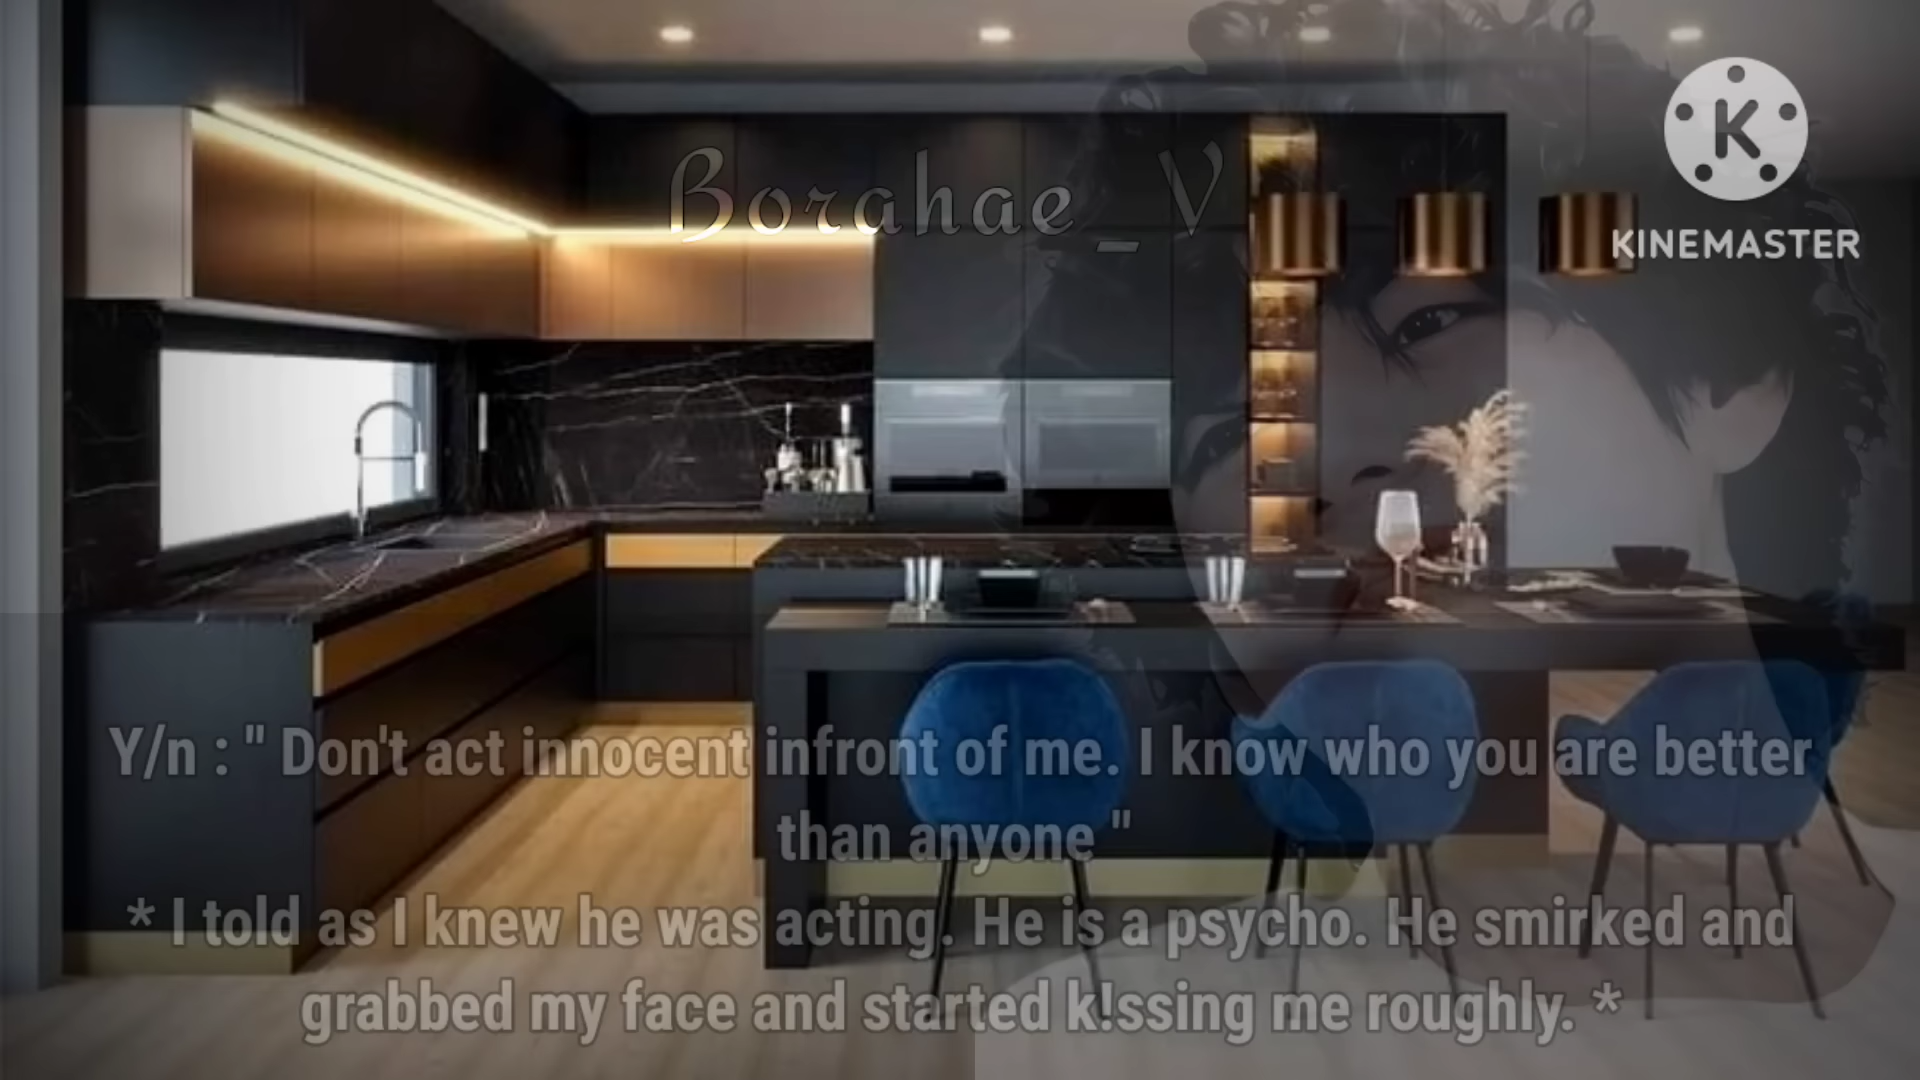 Borahae_V
KINEMASTER
Y/n : " Don't act innocent infront of me. I know who you are better
than anyone "
* I told as I knew he was acting. He is a psycho. He smirked and
grabbed my face and started k!ssing me roughly. *